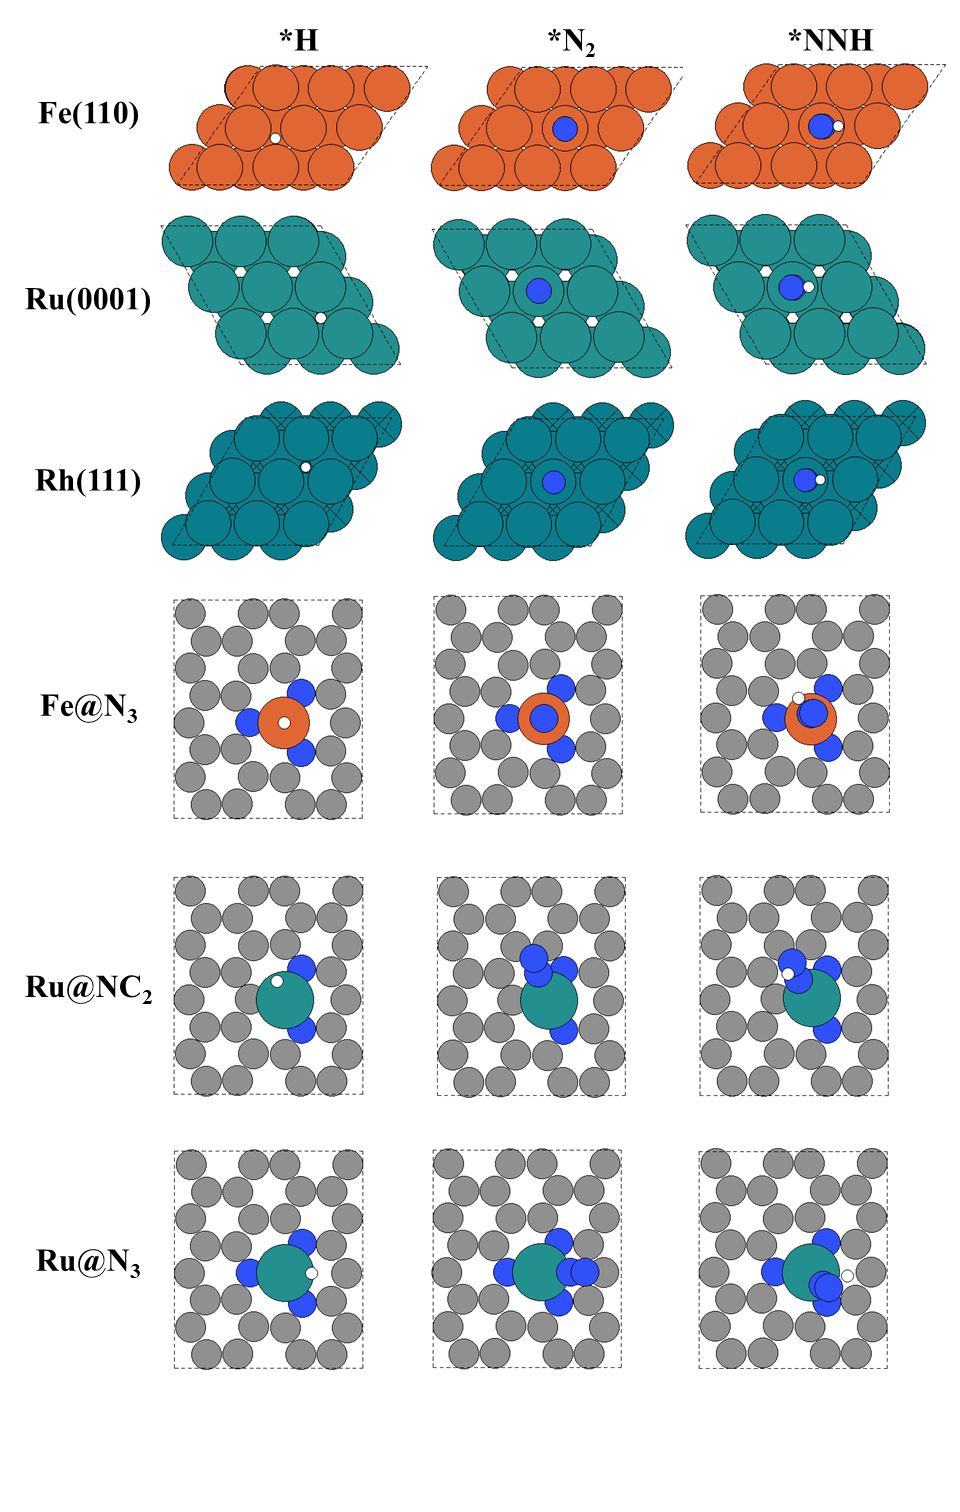 *H *N₂ *NNH
Fe(110)
Ru(0001)
Rh(111)
Fe@N₃
Ru@NC₂
Ru@N₃